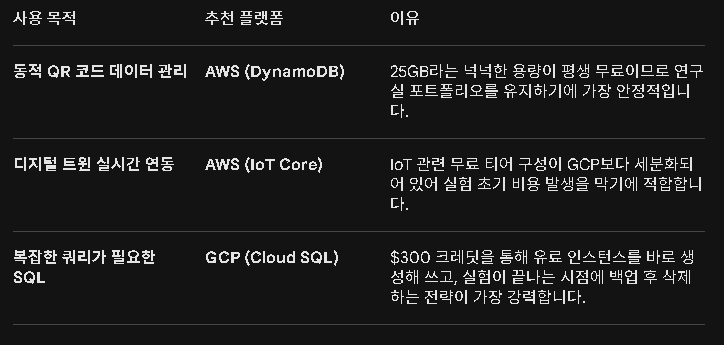 사용 목적 추천 플랫폼 이유
동적 QR 코드 데이터 관리 AWS (DynamoDB) 25GB라는 넉넉한 용량이 평생 무료이므로 연구
실 포트폴리오를 유지하기에 가장 안정적입니
다.
디지털 트윈 실시간 연동 AWS (IoT Core) IoT 관련 무료 티어 구성이 GCP보다 세분화되
어 있어 실험 초기 비용 발생을 막기에 적합합니
다.
복잡한 쿼리가 필요한 GCP (Cloud SQL) $300 크레딧을 통해 유료 인스턴스를 바로 생
SQL 성해 쓰고, 실험이 끝나는 시점에 백업 후 삭제
하는 전략이 가장 강력합니다.